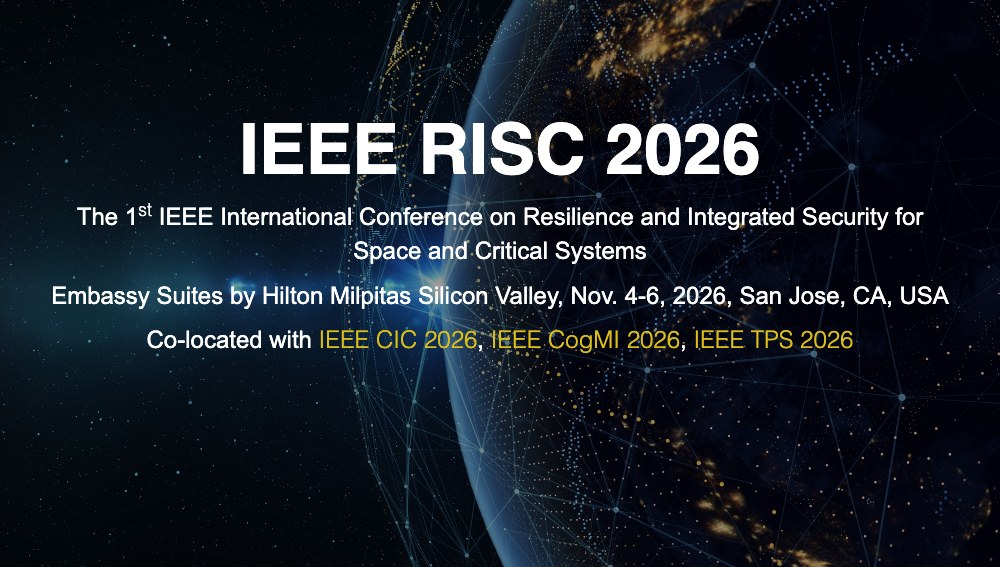 IEEE RISC 2026
The 1st IEEE International Conference on Resilience and Integrated Security for
Space and Critical Systems
Embassy Suites by Hilton Milpitas Silicon Valley, Nov. 4-6, 2026, San Jose, CA, USA
Co-located with IEEE CIC 2026, IEEE CogMI 2026, IEEE TPS 2026